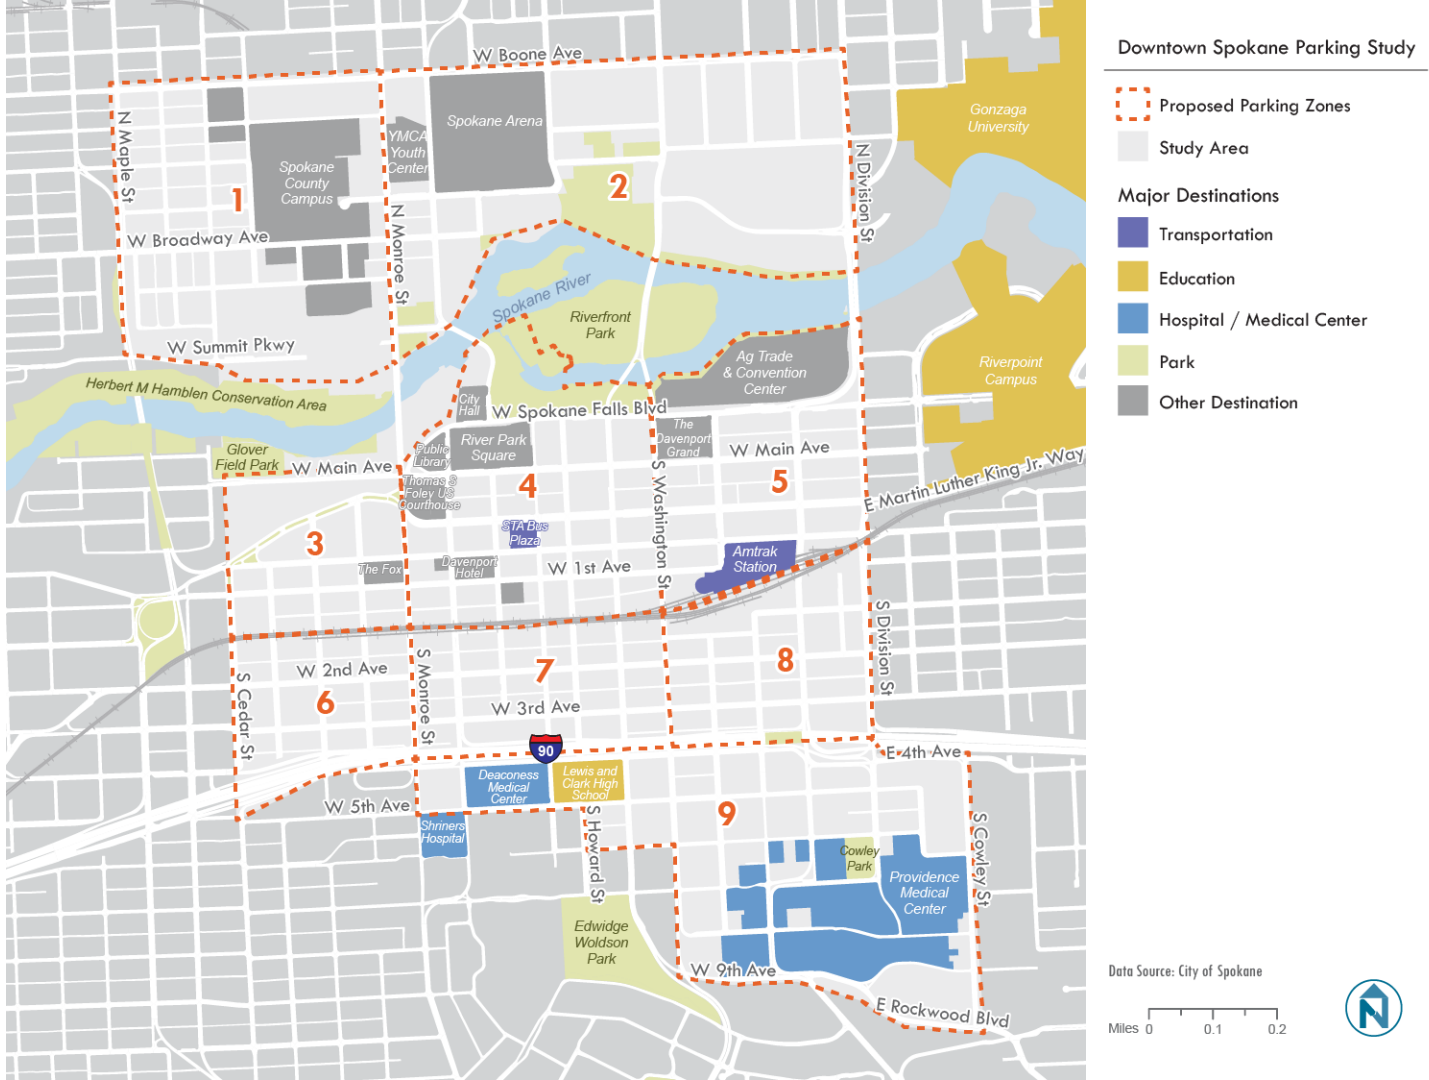 W Boone Ave
N Maple St
YMCA
Youth
Center
Spokane Arena
Spokane
County
Campus
1
2
N Monroe St
N Division St
W Broadway Ave
Gonzaga
University
Spokane River
Riverfront
Park
W Summit Pkwy
Ag Trade
& Convention
Center
Riverpoint
Campus
Herbert M Hamblen Conservation Area
City
Hall
W Spokane Falls Blvd
The
Davenport
Grand
Public
Library
River Park
Square
W Main Ave
Glover
Field Park
W Main Ave
Thomas S
Foley US
Courthouse
4
5
S Washington St
E Martin Luther King Jr. Way
3
STA Bus
Plaza
Amtrak
Station
The Fox
Davenport
Hotel
W 1st Ave
S Division St
W 2nd Ave
6
7
8
S Cedar St
S Monroe St
W 3rd Ave
90
E 4th Ave
Deaconess
Medical
Center
Lewis and
Clark High
School
W 5th Ave
Shriners
Hospital
S Howard St
9
S Cowley St
Cowley
Park
Providence
Medical
Center
Edwidge
Woldson
Park
W 9th Ave
E Rockwood Blvd
Downtown Spokane Parking Study
Proposed Parking Zones
Study Area
Major Destinations
Transportation
Education
Hospital / Medical Center
Park
Other Destination
Data Source: City of Spokane
Miles 0 0.1 0.2
N